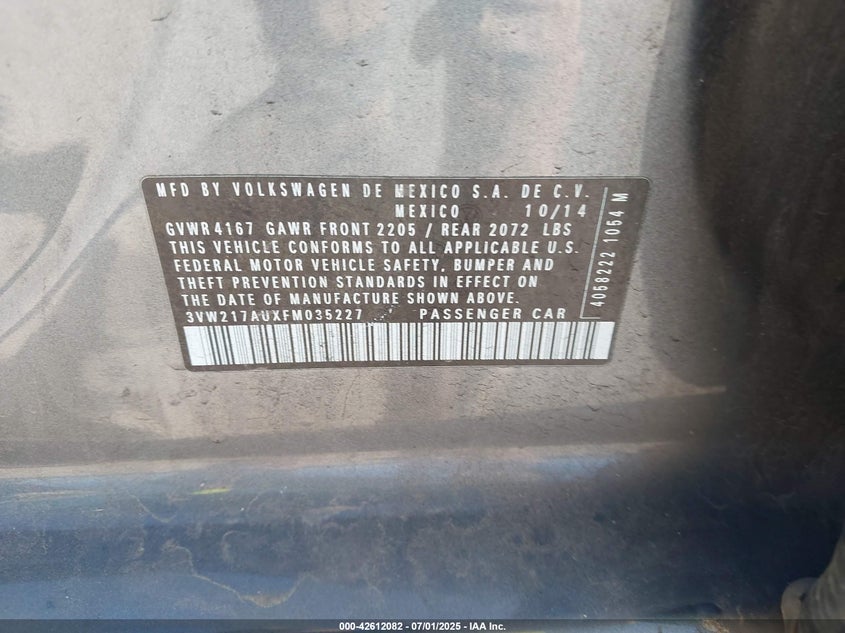 MFD BY VOLKSWAGEN DE MEXICO S.A. DE C.V.
MEXICO 10/14
GVWR 4167 GAWR FRONT 2205 / REAR 2072 LBS
THIS VEHICLE CONFORMS TO ALL APPLICABLE U.S.
FEDERAL MOTOR VEHICLE SAFETY, BUMPER AND
THEFT PREVENTION STANDARDS IN EFFECT ON
THE DATE OF MANUFACTURE SHOWN ABOVE.
3VW217AUXFM035227 PASSENGER CAR
4058222 1054 M
000-42612082 - 07/01/2025 - IAA Inc.